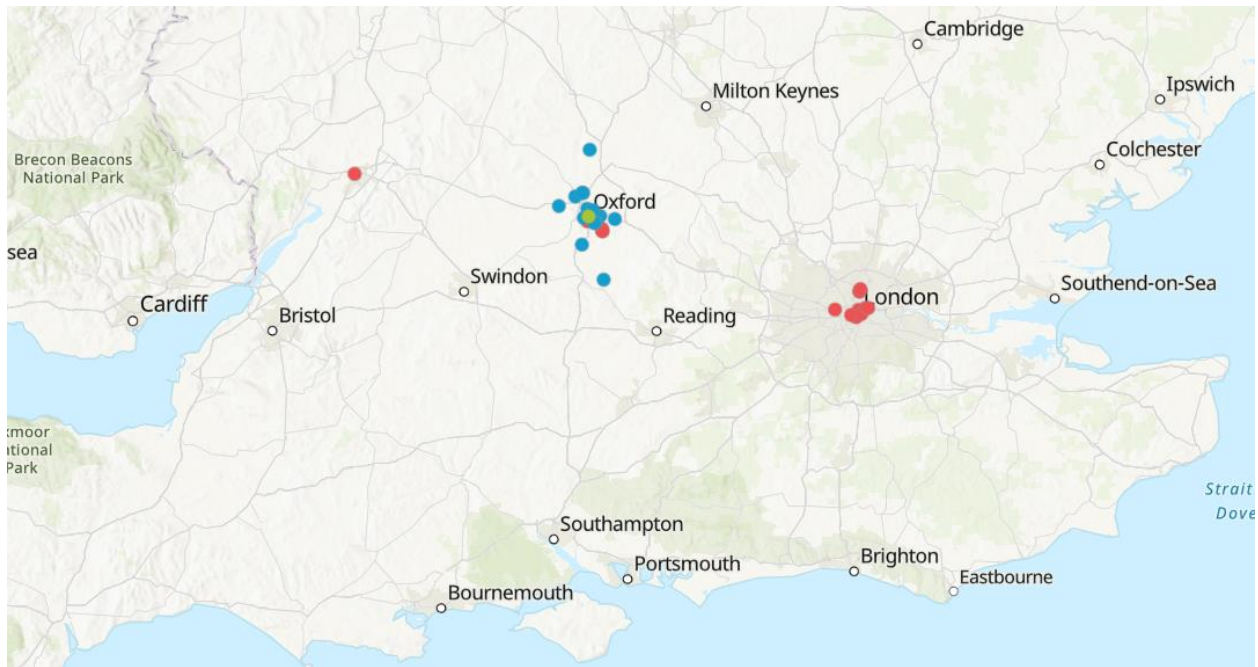 Cambridge
Milton Keynes
Ipswich
Brecon Beacons
National Park
Colchester
Oxford
sea
Swindon
Southend-on-Sea
Cardiff
London
Bristol
Reading
xmoor
ational
Park
Strait
Dove
Southampton
Portsmouth
Brighton
Eastbourne
Bournemouth